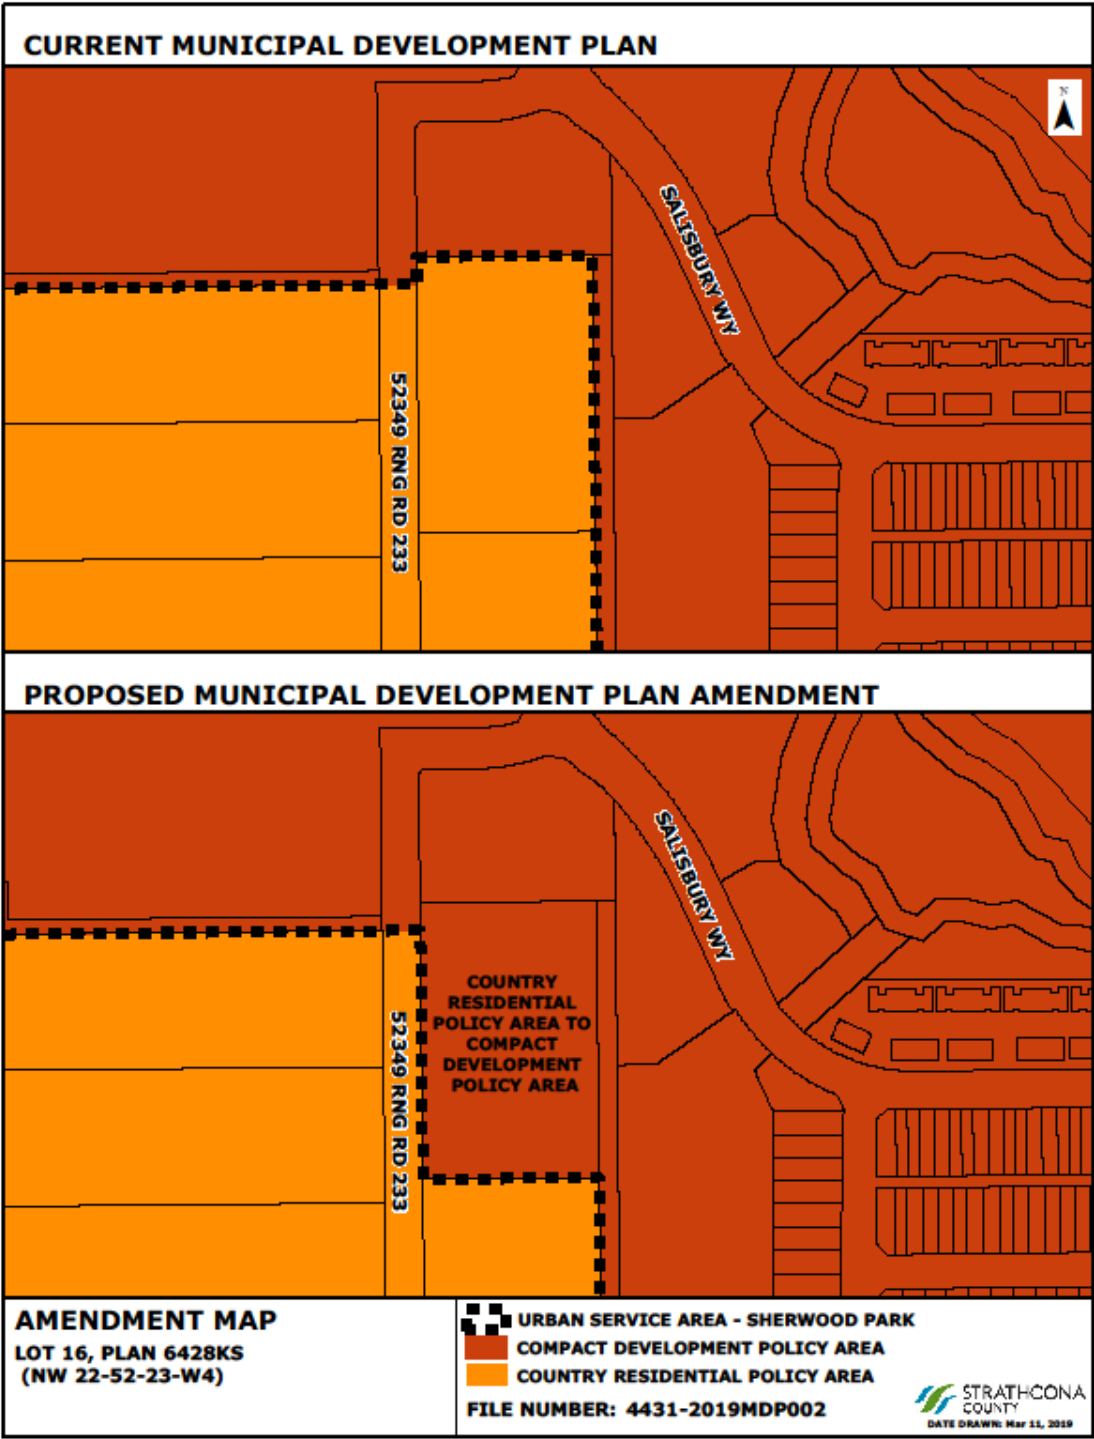 CURRENT MUNICIPAL DEVELOPMENT PLAN
N
SALISBURY WY
52349 RNG RD 233
PROPOSED MUNICIPAL DEVELOPMENT PLAN AMENDMENT
SALISBURY WY
COUNTRY
RESIDENTIAL
POLICY AREA TO
COMPACT
DEVELOPMENT
POLICY AREA
52349 RNG RD 233
AMENDMENT MAP
LOT 16, PLAN 6428KS
(NW 22-52-23-W4)
URBAN SERVICE AREA - SHERWOOD PARK
COMPACT DEVELOPMENT POLICY AREA
COUNTRY RESIDENTIAL POLICY AREA
FILE NUMBER: 4431-2019MDP002
STRATHCONA
COUNTY
DATE DRAWN: Mar 11, 2019